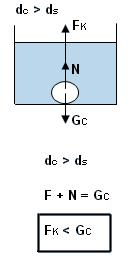 dc > ds
FK
N
GC
dc > ds
F + N = GC
FK < GC